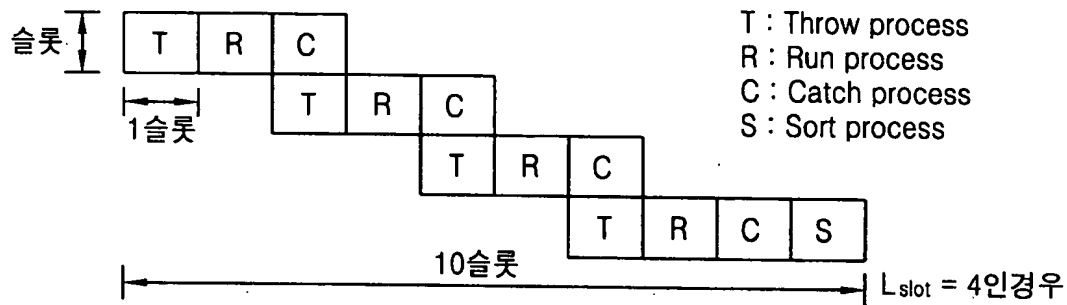 슬롯
T R C
T R C
T R C
T R C S
1슬롯
10슬롯
T : Throw process
R : Run process
C : Catch process
S : Sort process
Lslot = 4인경우